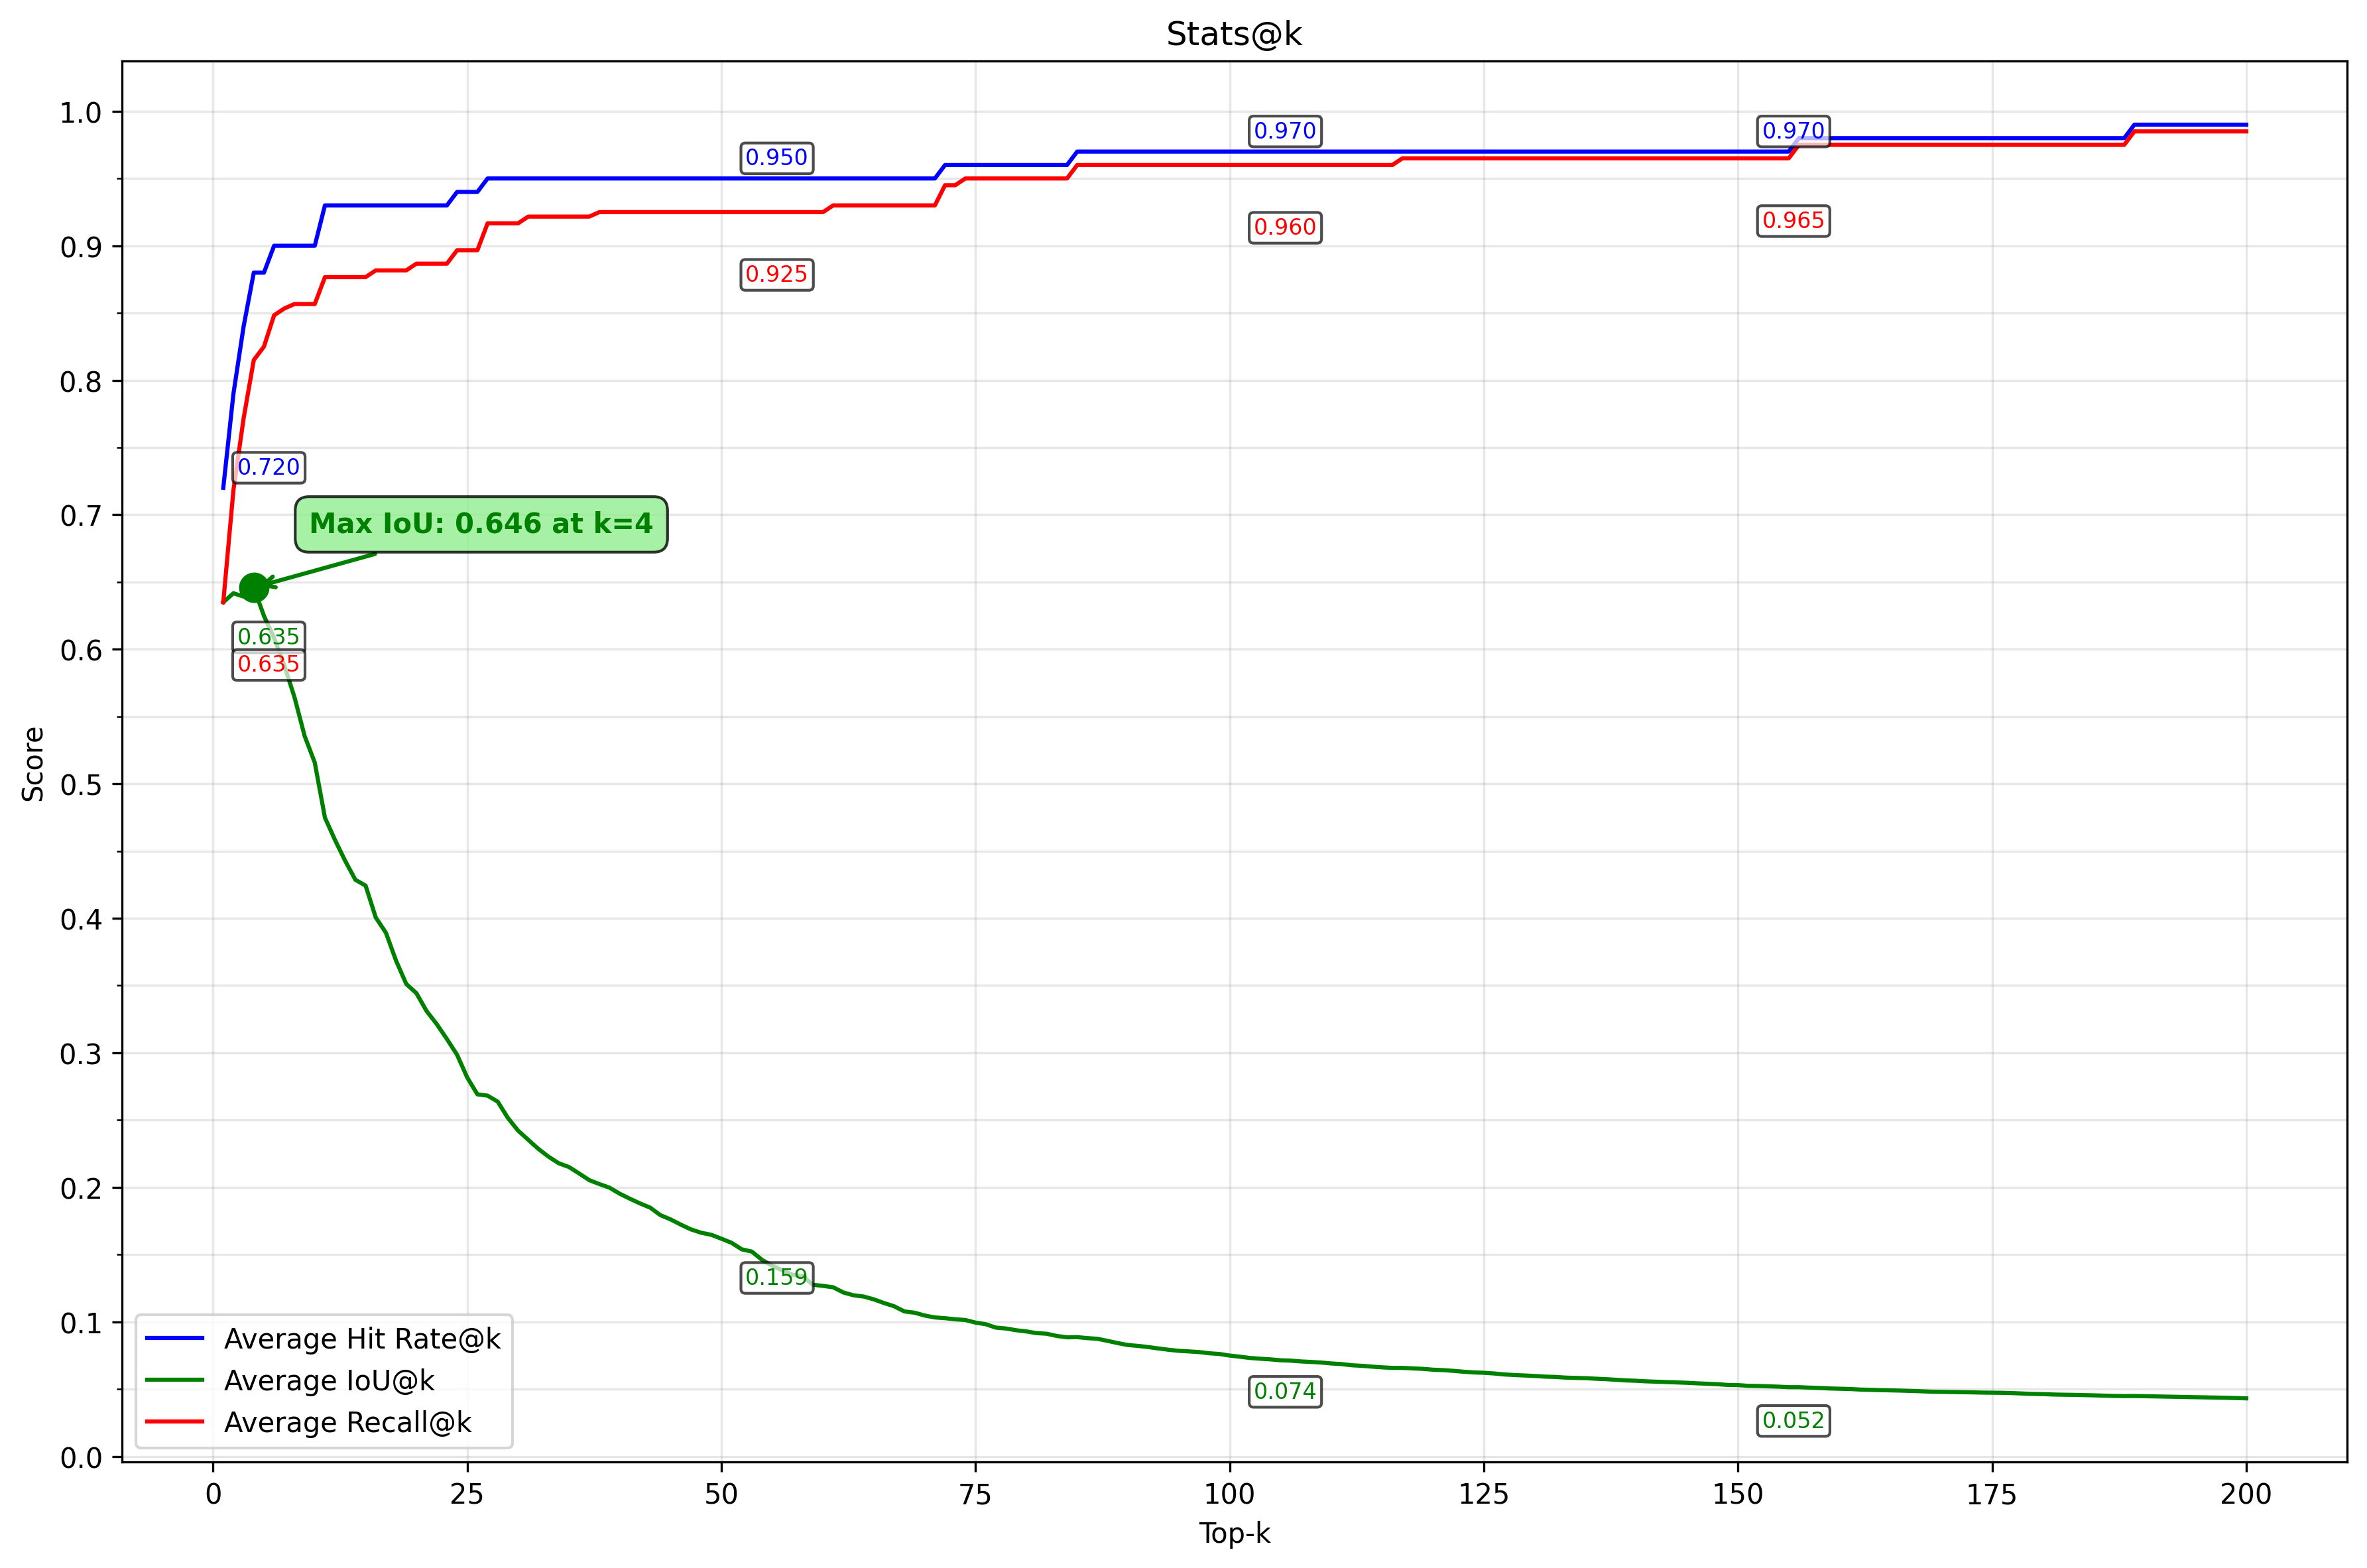 Stats@k
1.0
0.9
0.8
0.7
0.6
0.5
0.4
0.3
0.2
0.1
0.0
Score
0.950
0.970
0.970
0.925
0.960
0.965
0.720
Max IoU: 0.646 at k=4
0.635
0.635
0.159
0.074
0.052
Average Hit Rate@k
Average IoU@k
Average Recall@k
0 25 50 75 100 125 150 175 200
Top-k